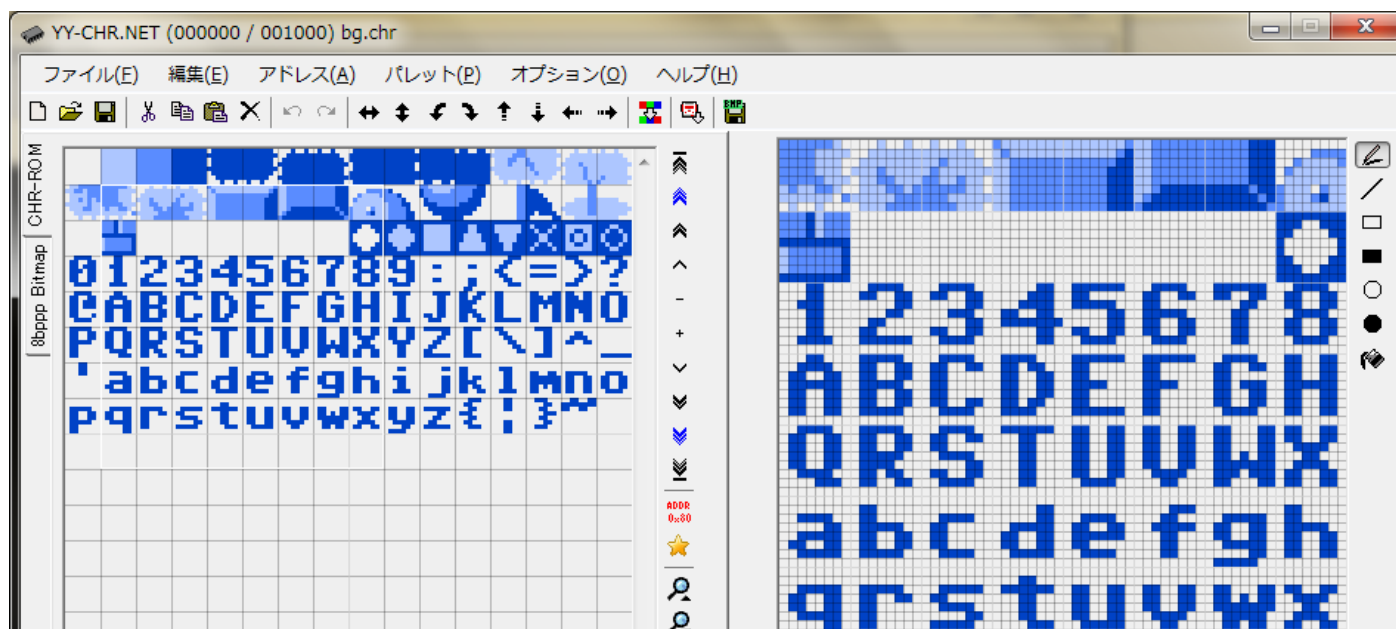 YY-CHR.NET (000000 / 001000) bg.chr
ファイル(F) 編集(E) アドレス(A) パレット(P) オプション(O) ヘルプ(H)
BMP
CHR-ROM
8bppp Bitmap
0123456789:;<=>?
@ABCDEFGHIJKLMNO
PQRSTUVWXYZ[\]^_
'abcdefghijklmno
pqrstuvwxyz{¦}~
ADDR
0x80
12345678
ABCDEFGH
QRSTUVWX
abcdefgh
qrstuvwx